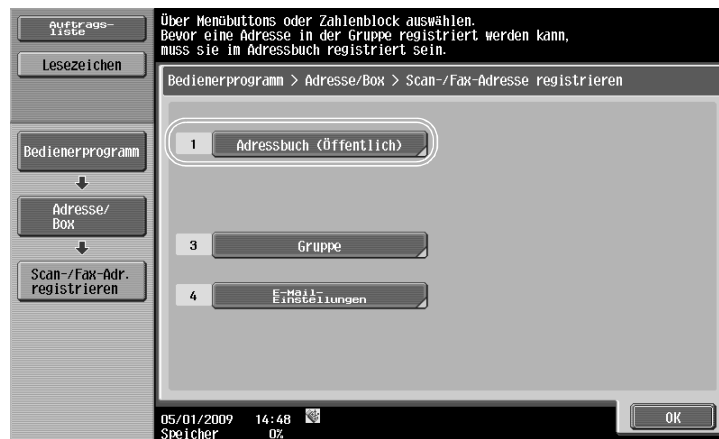 Auftrags-
liste
Lesezeichen
Bedienerprogramm
Adresse/
Box
Scan-/Fax-Adr.
registrieren
Über Menübuttons oder Zahlenblock auswählen.
Bevor eine Adresse in der Gruppe registriert werden kann,
muss sie im Adressbuch registriert sein.
Bedienerprogramm > Adresse/Box > Scan-/Fax-Adresse registrieren
1 Adressbuch (Öffentlich)
3 Gruppe
4 E-Mail-
Einstellungen
05/01/2009 14:48
Speicher 0%
OK